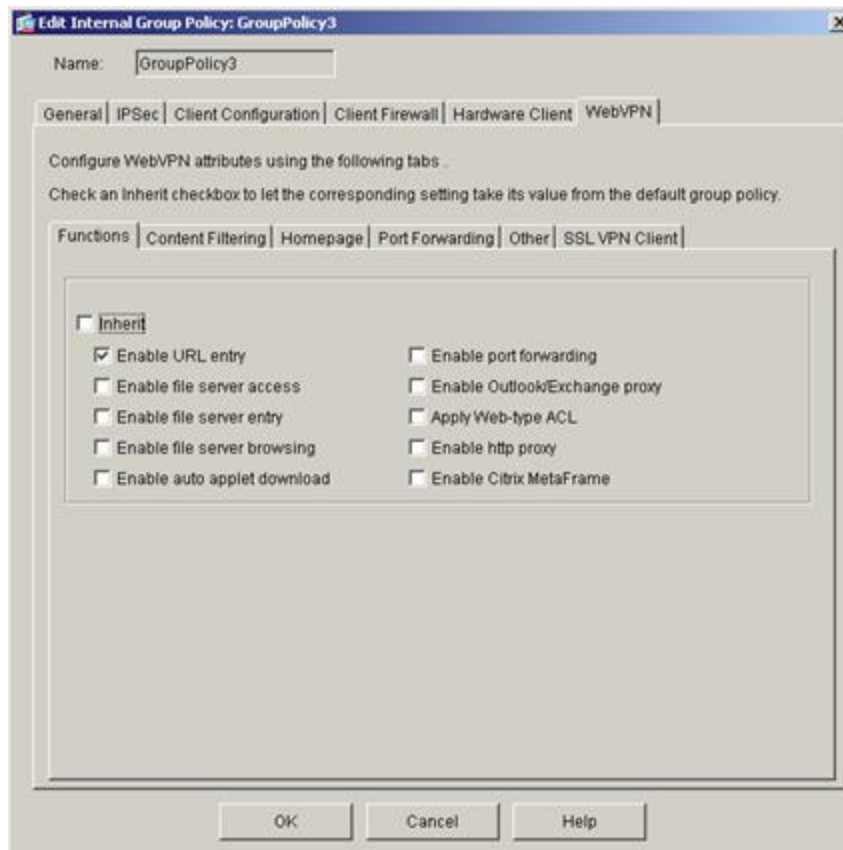 Edit Internal Group Policy: GroupPolicy3
Name: GroupPolicy3
General IPSec Client Configuration Client Firewall Hardware Client WebVPN
Configure WebVPN attributes using the following tabs .
Check an Inherit checkbox to let the corresponding setting take its value from the default group policy.
Functions Content Filtering Homepage Port Forwarding Other SSL VPN Client
Inherit
Enable URL entry Enable port forwarding
Enable file server access Enable Outlook/Exchange proxy
Enable file server entry Apply Web-type ACL
Enable file server browsing Enable http proxy
Enable auto applet download Enable Citrix MetaFrame
OK Cancel Help